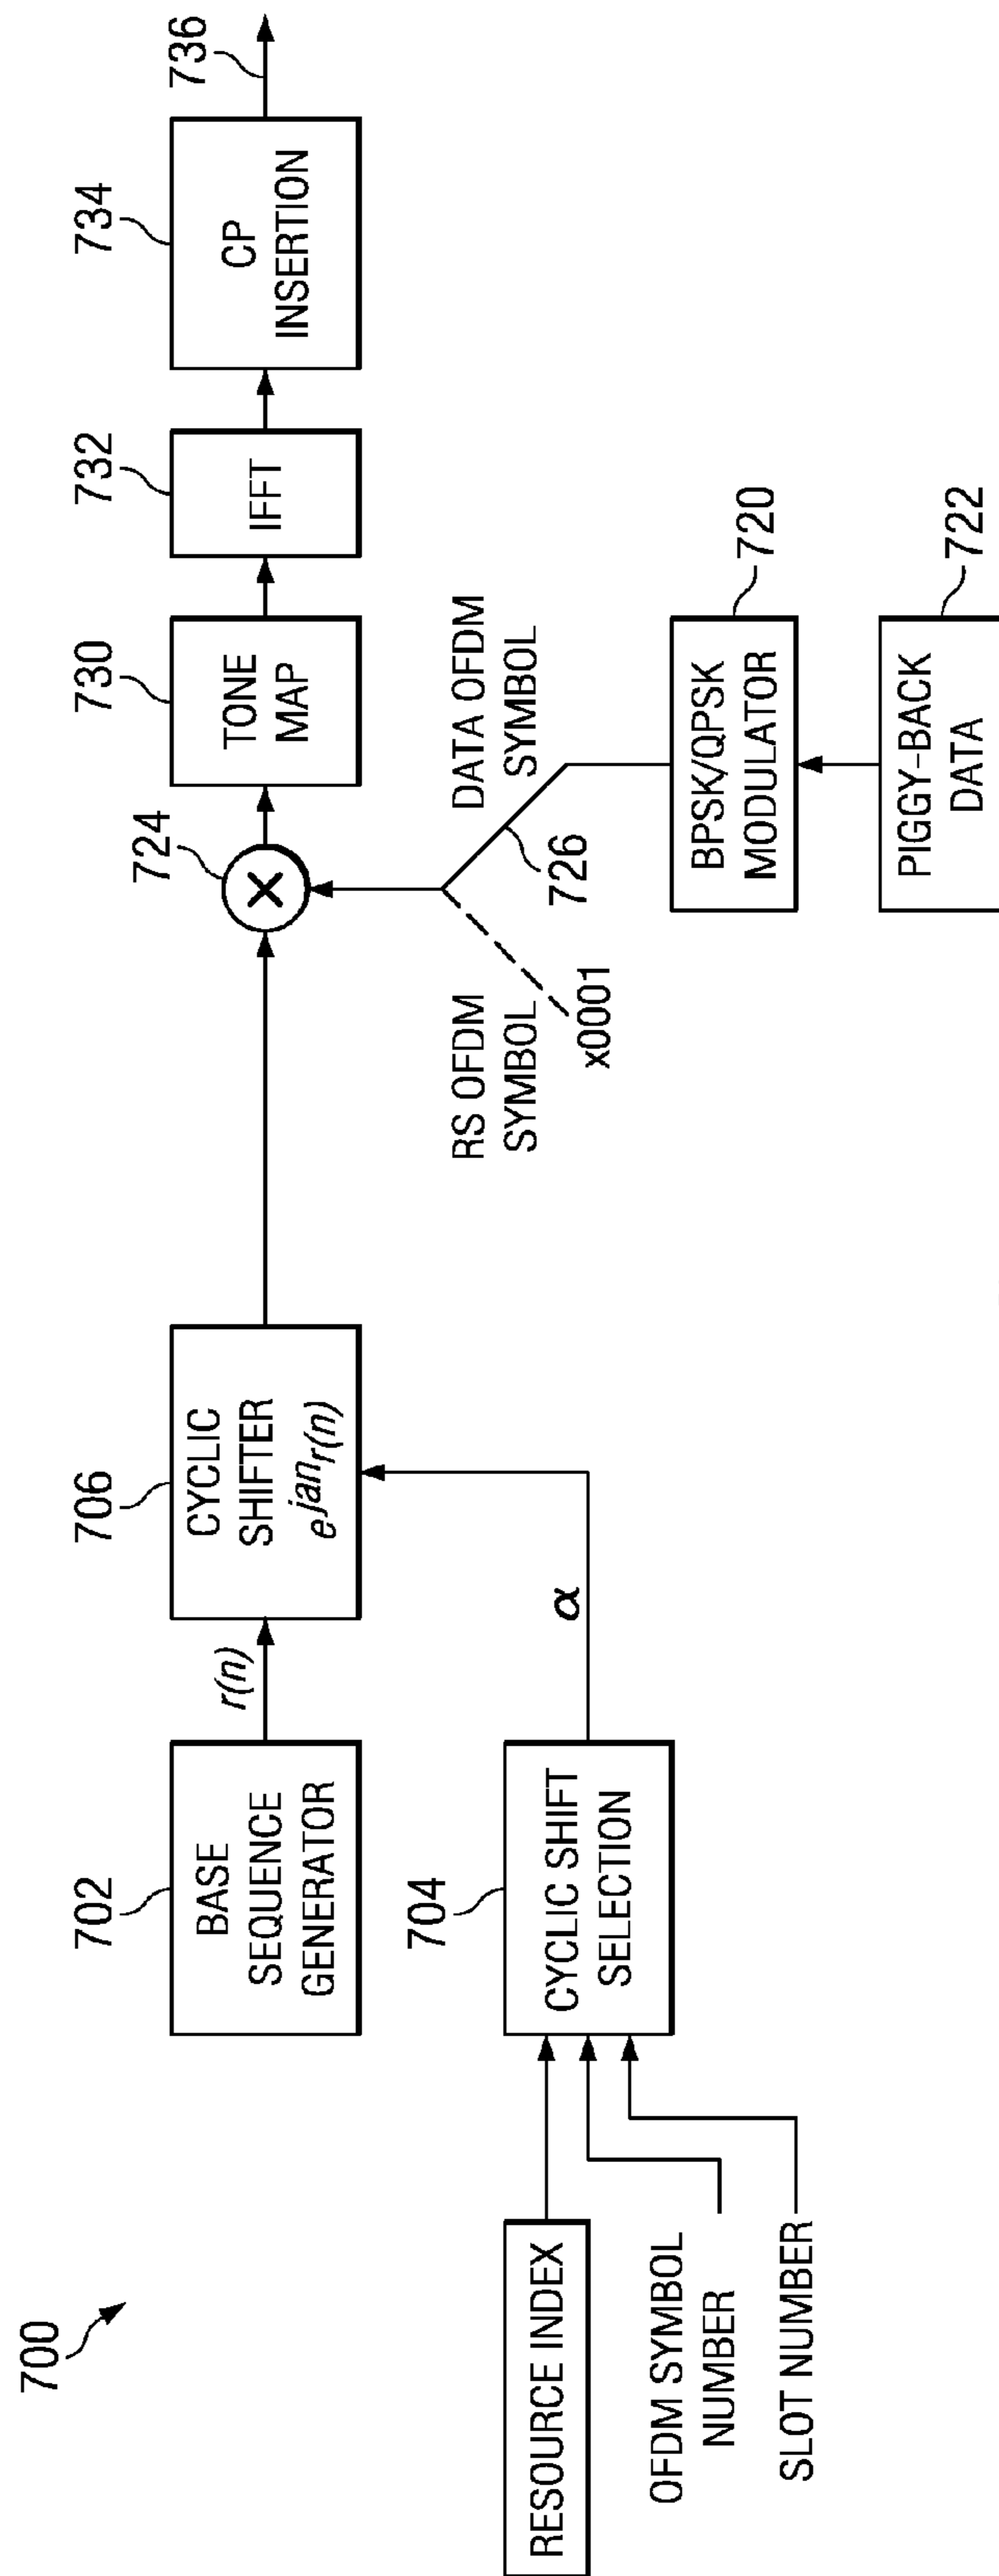 700
702
BASE
SEQUENCE
GENERATOR
r(n)
706
CYCLIC
SHIFTER
e^jan r(n)
724
×
730
TONE
MAP
732
IFFT
734
CP
INSERTION
736
704
CYCLIC SHIFT
SELECTION
α
RESOURCE INDEX
OFDM SYMBOL
NUMBER
SLOT NUMBER
RS OFDM
SYMBOL
x0001
DATA OFDM
SYMBOL
726
BPSK/QPSK
MODULATOR
720
PIGGY-BACK
DATA
722